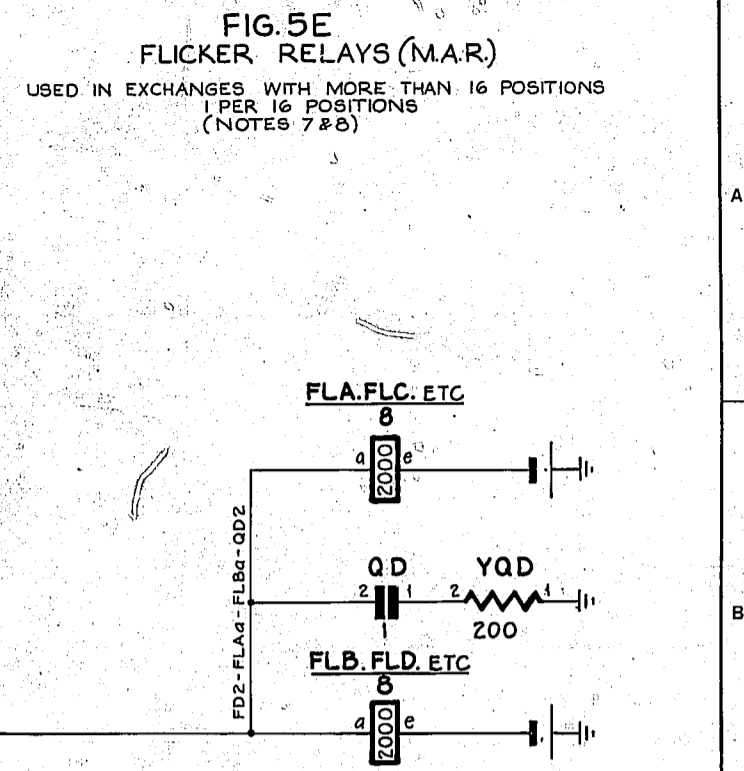 FIG.5E
FLICKER RELAYS (M.A.R.)
USED IN EXCHANGES WITH MORE THAN 16 POSITIONS
1 PER 16 POSITIONS
(NOTES 7&8)
A
FLA.FLC. ETC
8
a 2000 e
FD2-FLAa-FLBa-QD2
QD YQD
2 1 2 1
1 200
B
FLB.FLD. ETC
8
a 2000 e